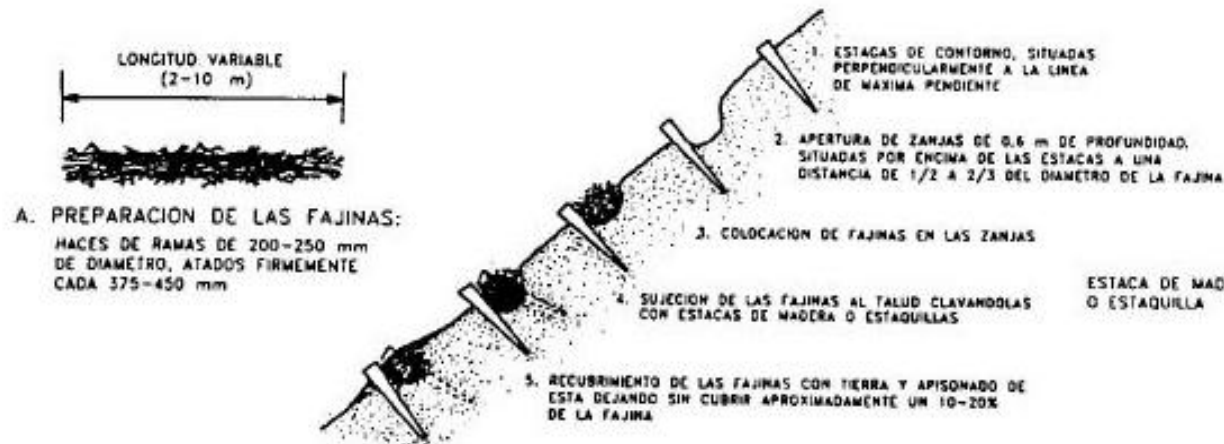 LONGITUD VARIABLE
(2-10 m)
A. PREPARACION DE LAS FAJINAS:
HACES DE RAMAS DE 200-250 mm
DE DIAMETRO, ATADOS FIRMEMENTE
CADA 375-450 mm
1. ESTACAS DE CONTORNO, SITUADAS
PERPENDICULARMENTE A LA LINEA
DE MAXIMA PENDIENTE
2. APERTURA DE ZANJAS DE 0,6 m DE PROFUNDIDAD.
SITUADAS POR ENCIMA DE LAS ESTACAS A UNA
DISTANCIA DE 1/2 A 2/3 DEL DIAMETRO DE LA FAJINA
3. COLOCACION DE FAJINAS EN LAS ZANJAS
4. SUJECION DE LAS FAJINAS AL TALUD CLAVANDOLAS
CON ESTACAS DE MADERA O ESTAQUILLAS
ESTACA DE MAD
O ESTAQUILLA
5. RECUBRIMIENTO DE LAS FAJINAS CON TIERRA Y APISONADO DE
ESTA DEJANDO SIN CUBRIR APROXIMADAMENTE UN 10-20%
DE LA FAJINA